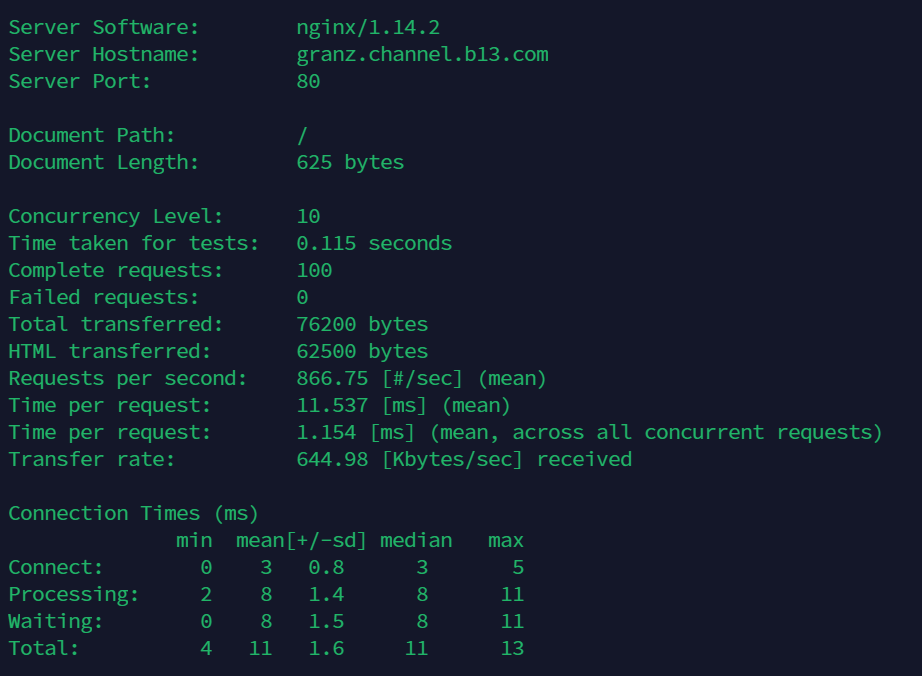 Server Software: nginx/1.14.2
Server Hostname: granz.channel.b13.com
Server Port: 80
Document Path: /
Document Length: 625 bytes
Concurrency Level: 10
Time taken for tests: 0.115 seconds
Complete requests: 100
Failed requests: 0
Total transferred: 76200 bytes
HTML transferred: 62500 bytes
Requests per second: 866.75 [#/sec] (mean)
Time per request: 11.537 [ms] (mean)
Time per request: 1.154 [ms] (mean, across all concurrent requests)
Transfer rate: 644.98 [Kbytes/sec] received
Connection Times (ms)
min mean[+/-sd] median max
Connect: 0 3 0.8 3 5
Processing: 2 8 1.4 8 11
Waiting: 0 8 1.5 8 11
Total: 4 11 1.6 11 13